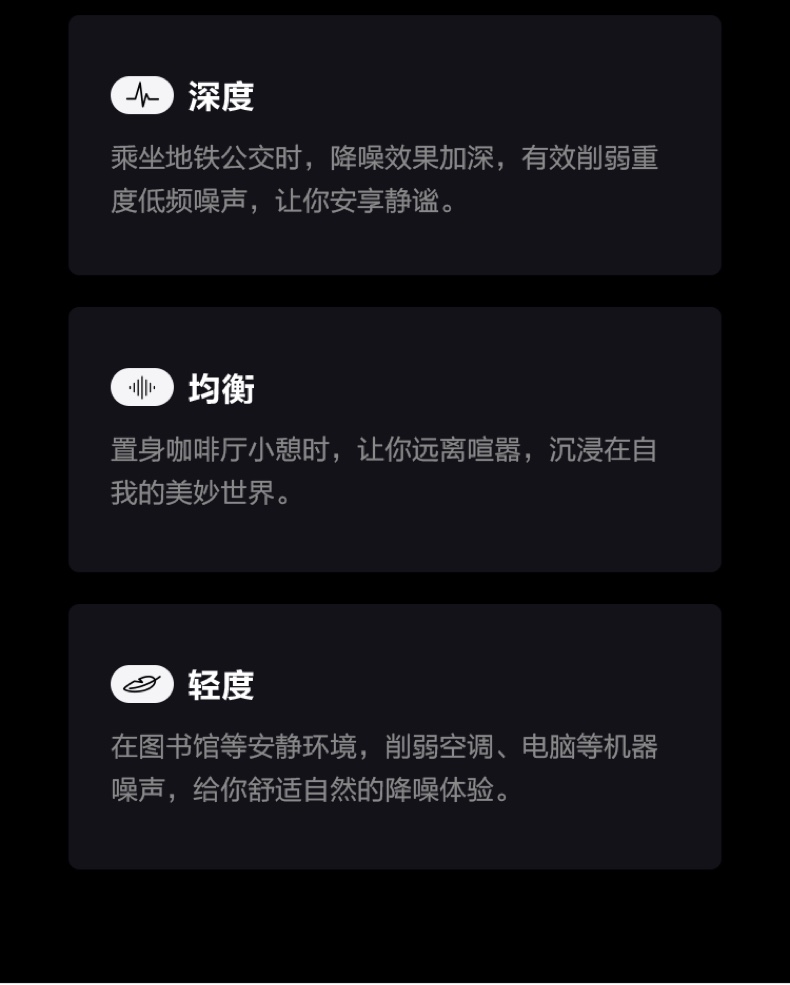 深度
乘坐地铁公交时，降噪效果加深，有效削弱重
度低频噪声，让你安享静谧。
均衡
置身咖啡厅小憩时，让你远离喧嚣，沉浸在自
我的美妙世界。
轻度
在图书馆等安静环境，削弱空调、电脑等机器
噪声，给你舒适自然的降噪体验。